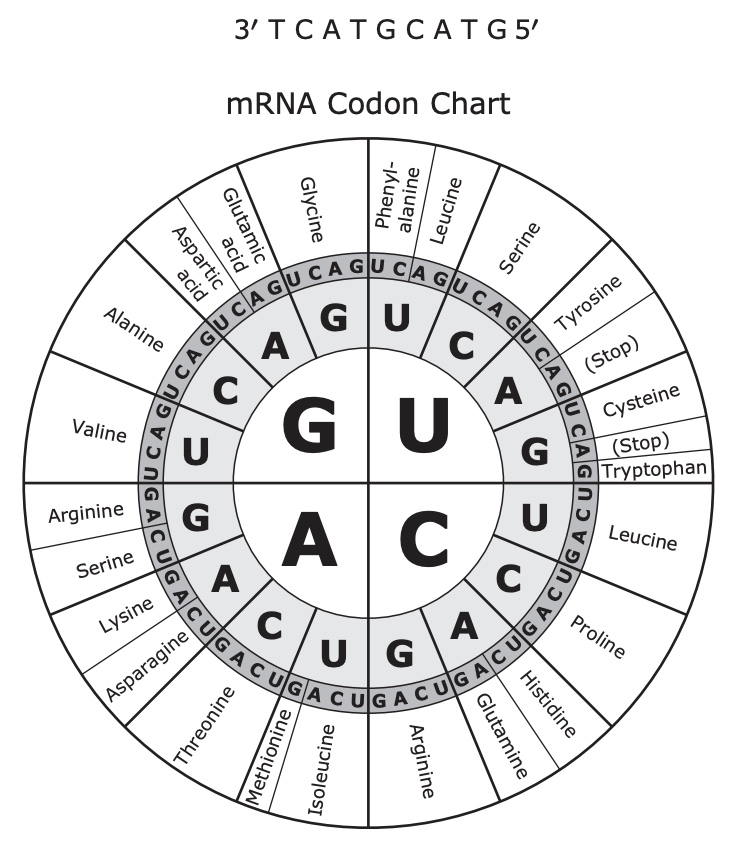 3′ T C A T G C A T G 5′
mRNA Codon Chart
Phenyl-
alanine
Leucine
Serine
Tyrosine
(Stop)
Cysteine
(Stop)
Tryptophan
Leucine
Proline
Histidine
Glutamine
Arginine
Isoleucine
Methionine
Threonine
Asparagine
Lysine
Serine
Arginine
Valine
Alanine
Aspartic
acid
Glutamic
acid
Glycine
U C A G U C A G U C A G U C A G
U C A G U C A G U C A G U C A G
U C A G U C A G U C A G U C A G
U C A G U C A G U C A G U C A G
U C A G
U C A G
U C A G
U C A G
G U
A C